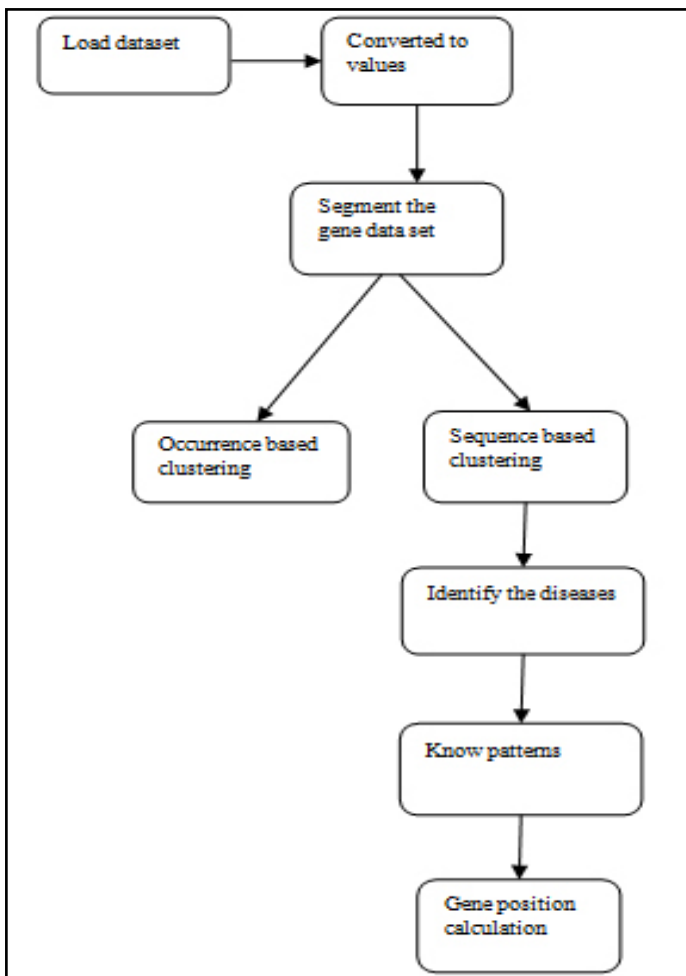 Load dataset
Converted to
values
Segment the
gene data set
Occurrence based
clustering
Sequence based
clustering
Identify the diseases
Know patterns
Gene position
calculation